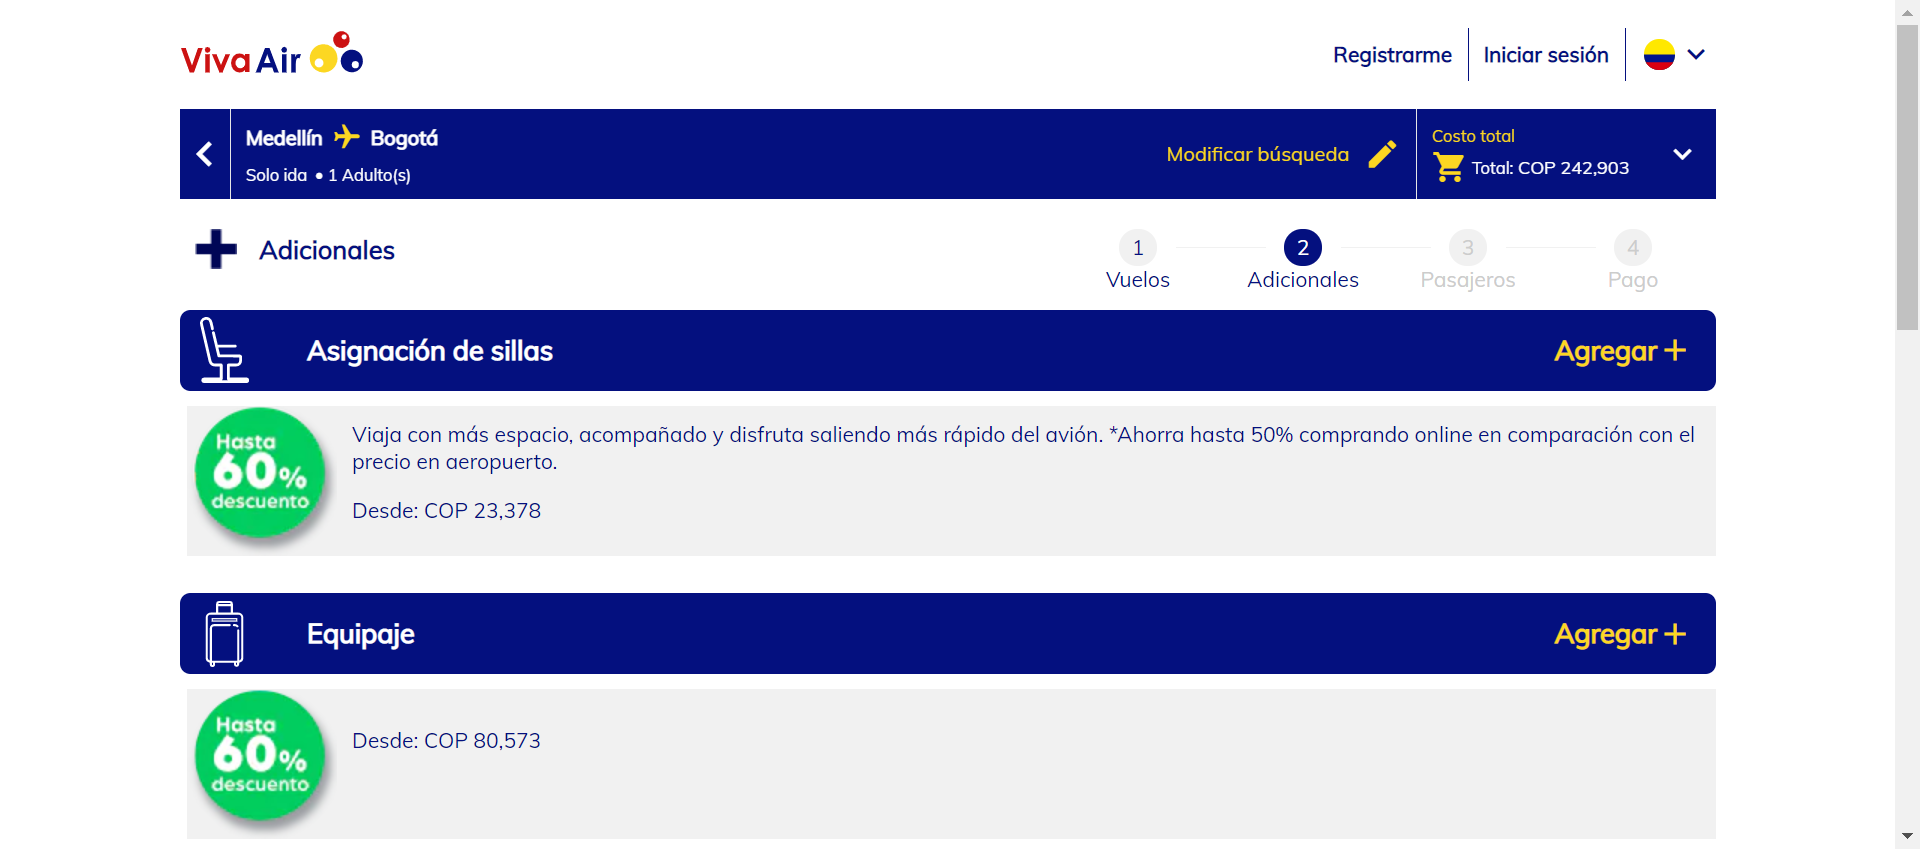 Viva Air
Registrarme
Iniciar sesión
Medellín Bogotá
Solo ida • 1 Adulto(s)
Modificar búsqueda
Costo total
Total: COP 242,903
Adicionales
1
Vuelos
2
Adicionales
3
Pasajeros
4
Pago
Asignación de sillas
Agregar +
Hasta
60%
descuento
Viaja con más espacio, acompañado y disfruta saliendo más rápido del avión. *Ahorra hasta 50% comprando online en comparación con el
precio en aeropuerto.
Desde: COP 23,378
Equipaje
Agregar +
Hasta
60%
descuento
Desde: COP 80,573